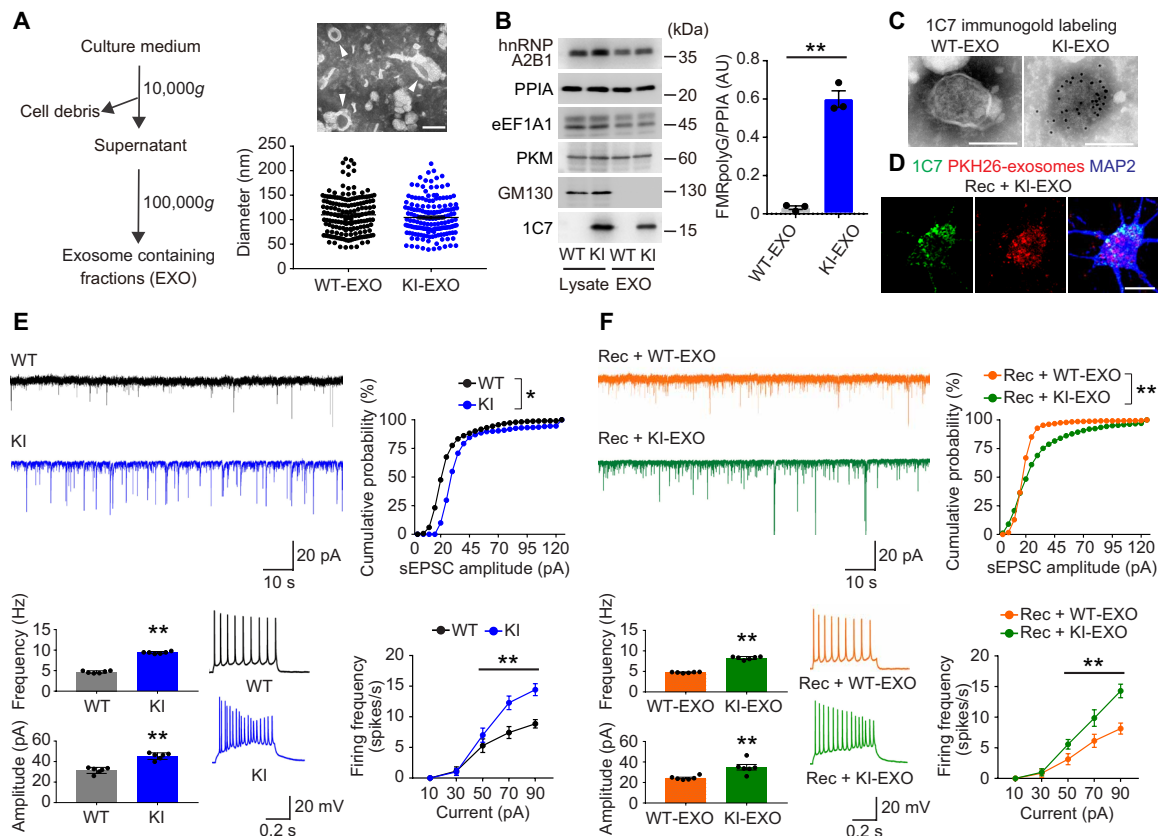 A
Culture medium
10,000g
Cell debris
Supernatant
100,000g
Exosome containing
fractions (EXO)
Diameter (nm)
250
200
150
100
50
0
WT-EXO KI-EXO
B
(kDa)
hnRNP
A2B1
35
PPIA
20
eEF1A1
45
PKM
60
GM130
130
1C7
15
WT KI WT KI
Lysate EXO
FMRpolyG/PPIA (AU)
**
0.8
0.6
0.4
0.2
0
WT-EXO
KI-EXO
C
1C7 immunogold labeling
WT-EXO KI-EXO
D
1C7 PKH26-exosomes MAP2
Rec + KI-EXO
E
WT
KI
20 pA
10 s
WT
KI
*
Cumulative probability (%)
100
75
50
25
0
0 20 45 70 95 120
sEPSC amplitude (pA)
Frequency (Hz)
15
10
5
0
**
WT KI
Amplitude (pA)
60
40
20
0
**
WT KI
WT
KI
20 mV
0.2 s
WT KI
Firing frequency
(spikes/s)
20
15
10
5
0
**
10 30 50 70 90
Current (pA)
F
Rec + WT-EXO
Rec + KI-EXO
20 pA
10 s
Rec + WT-EXO
Rec + KI-EXO
**
Cumulative probability (%)
100
75
50
25
0
0 20 45 70 95 120
sEPSC amplitude (pA)
Frequency (Hz)
15
10
5
0
**
WT-EXO KI-EXO
Amplitude (pA)
60
40
20
0
**
WT-EXO KI-EXO
Rec + WT-EXO
Rec + KI-EXO
20 mV
0.2 s
Rec + WT-EXO
Rec + KI-EXO
Firing frequency
(spikes/s)
20
15
10
5
0
**
10 30 50 70 90
Current (pA)